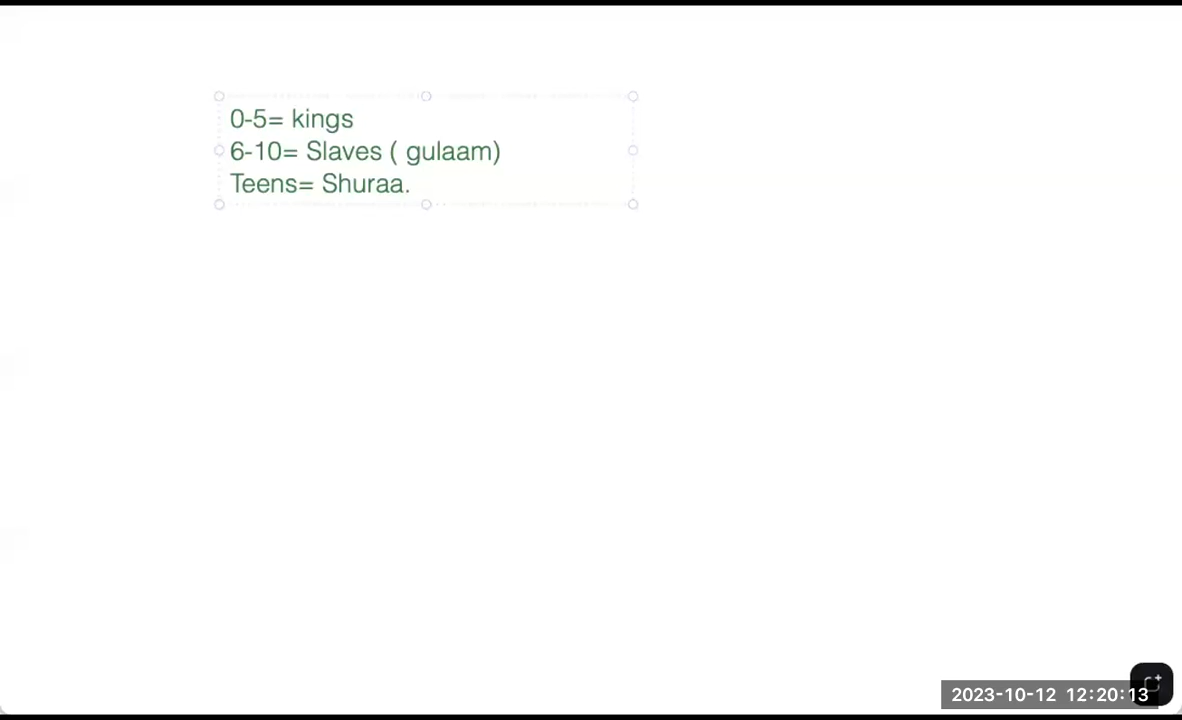 0-5= kings
6-10= Slaves ( gulaam)
Teens= Shuraa.
2023-10-12 12:20:13